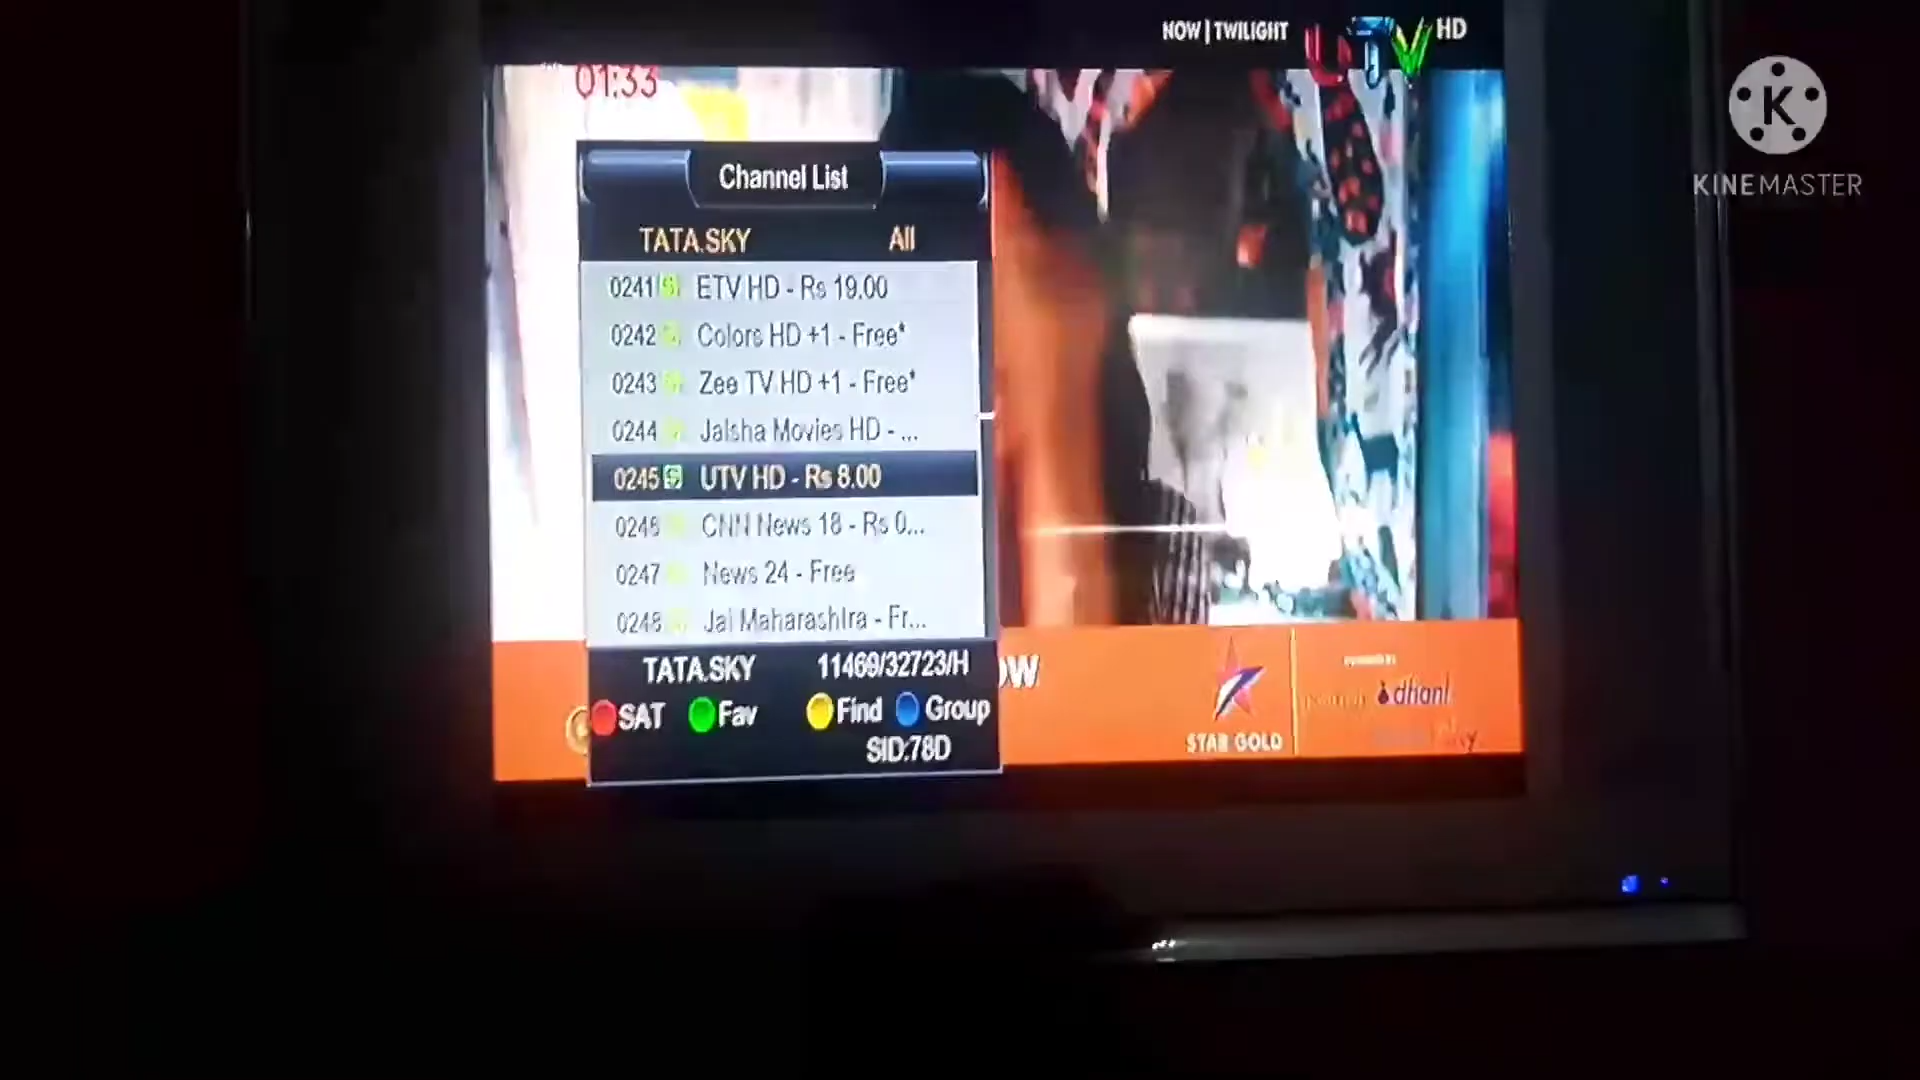 NOW | TWILIGHT
UTV HD
01:33
K
KINEMASTER
Channel List
TATA.SKY All
0241 $ ETV HD - Rs 19.00
0242 Colors HD +1 - Free*
0243 Zee TV HD +1 - Free*
0244 Jalsha Movies HD - ...
0245 $ UTV HD - Rs 8.00
0246 CNN News 18 - Rs 0...
0247 News 24 - Free
0248 Jai Maharashtra - Fr...
TATA.SKY 11469/32723/H
SAT Fav Find Group
SID:78D
OW
STAR GOLD
dhani